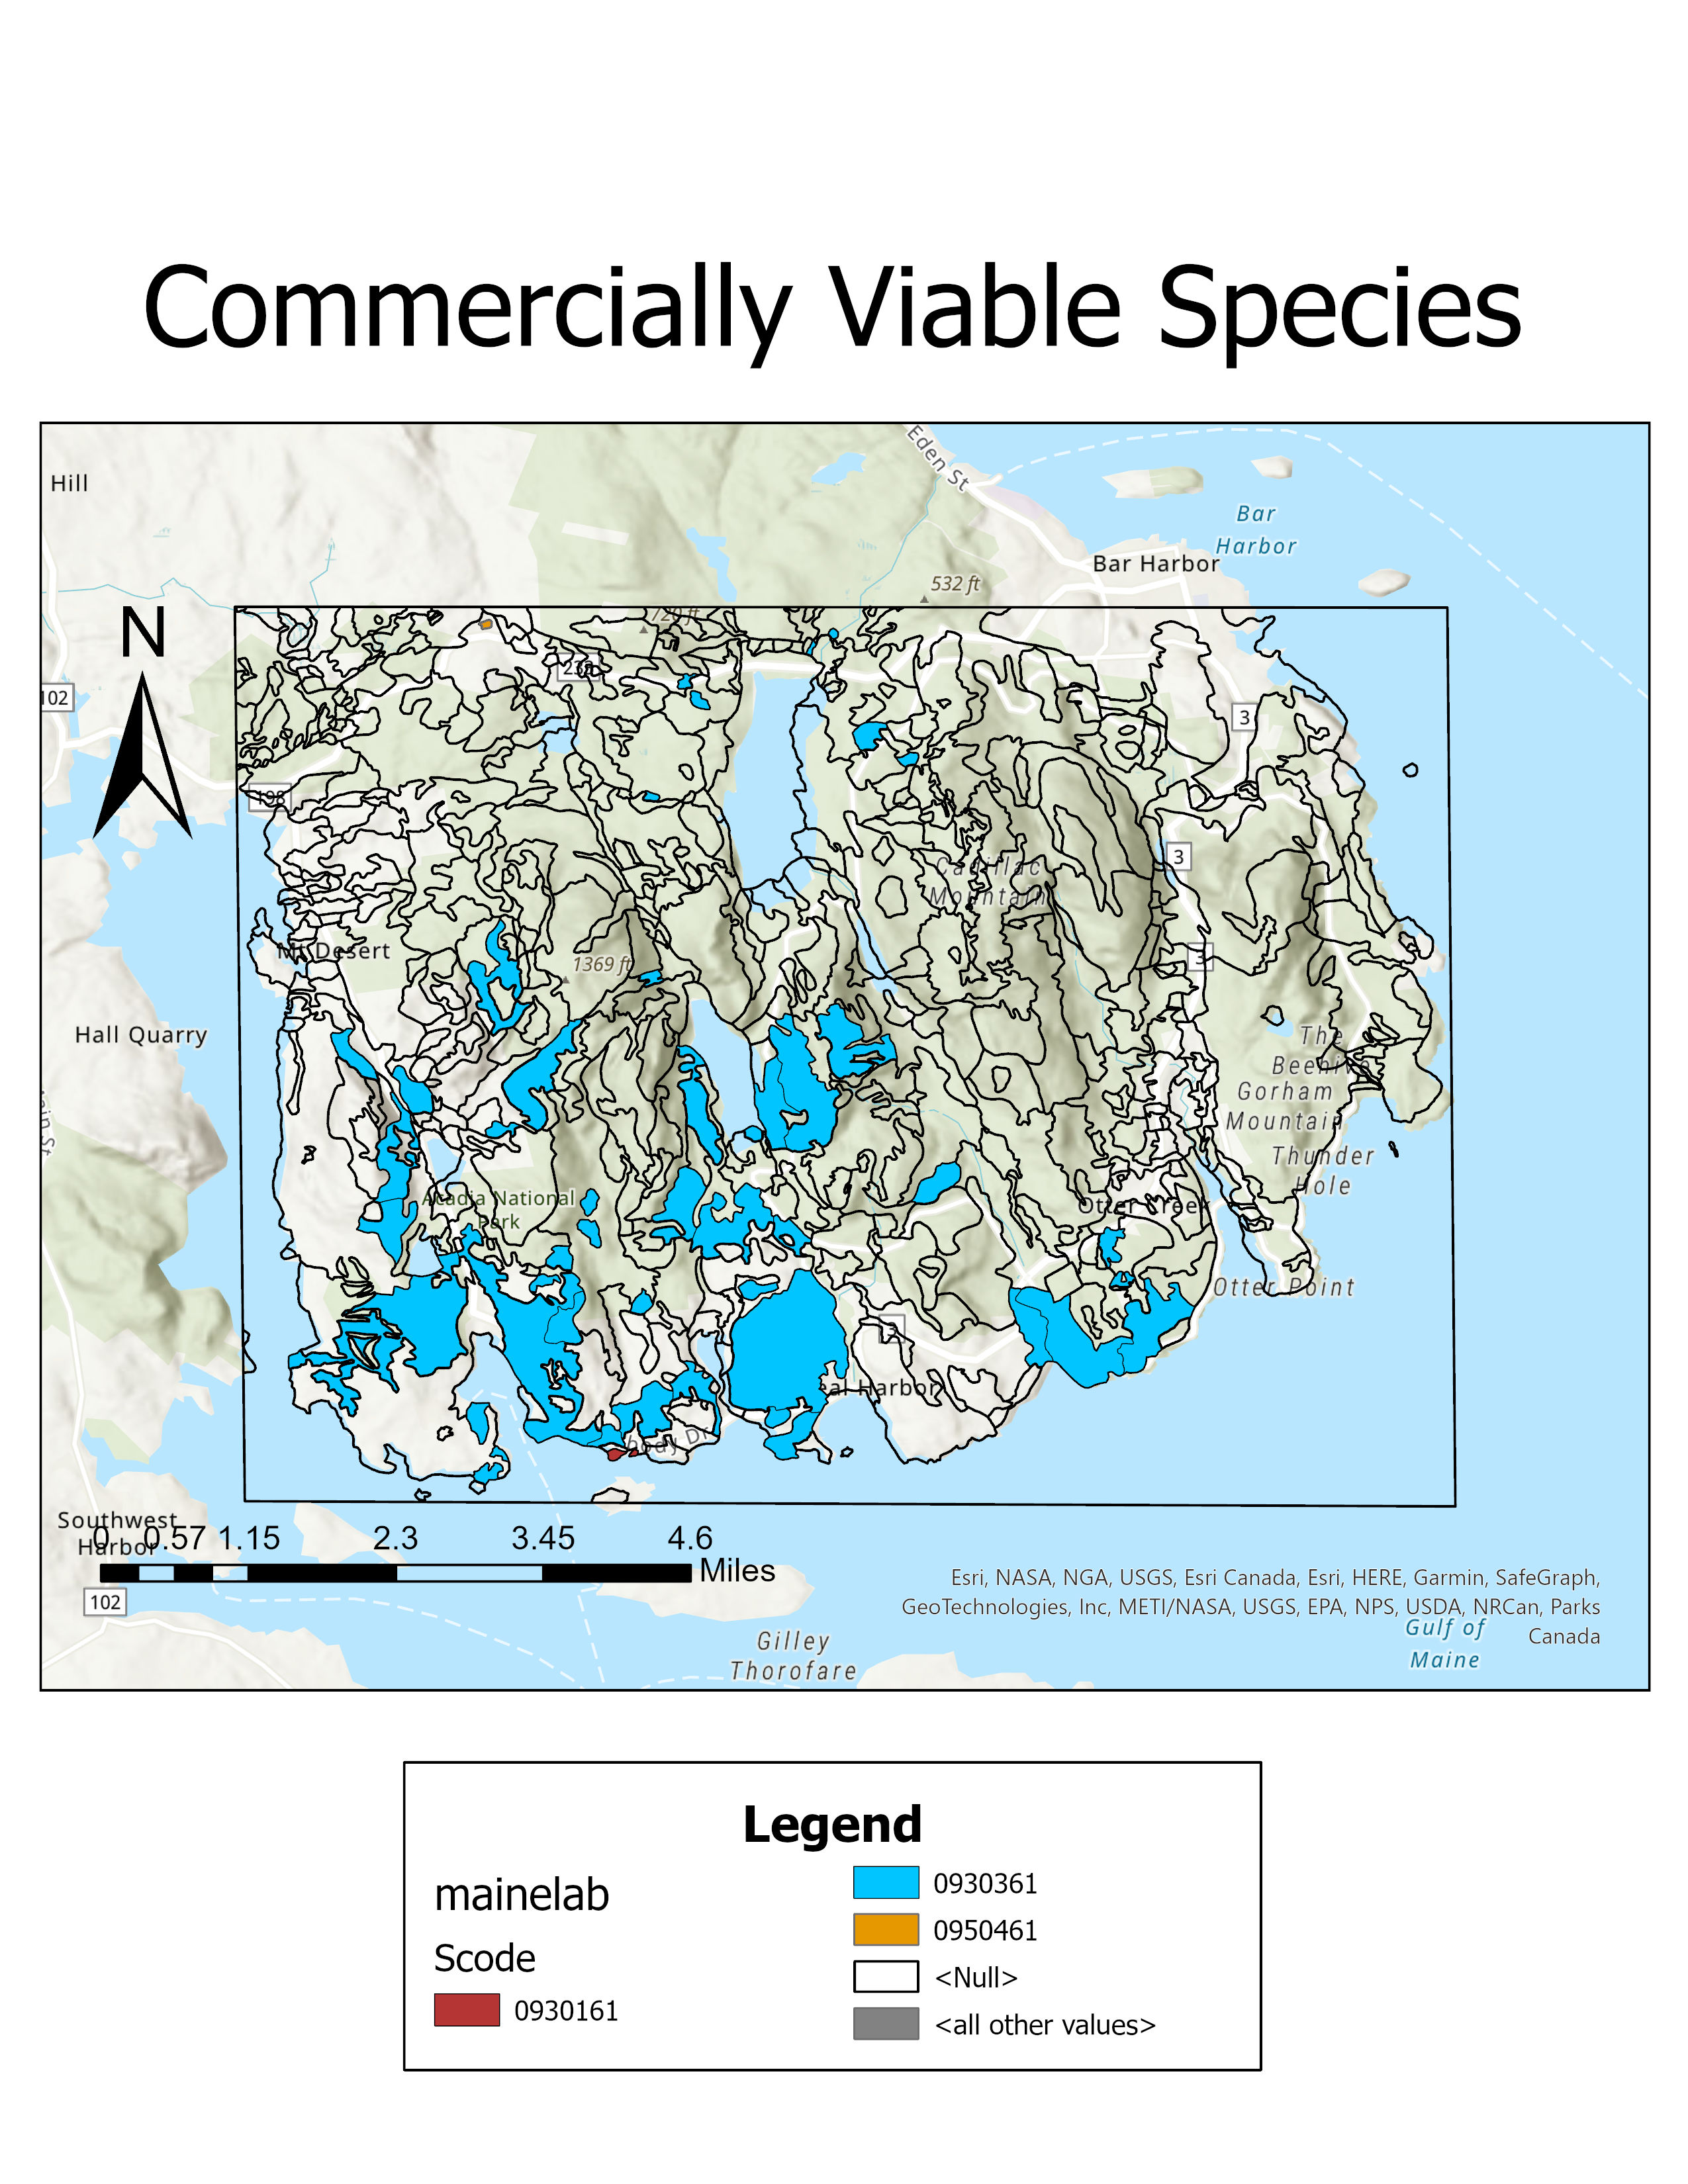 Commercially Viable Species
Eden St
Hill
Bar
Harbor
Bar Harbor
532 ft
720 ft
N
233
102
3
198
3
Cadillac
Mountain
Mt Desert
3
1369 ft
Hall Quarry
The
Beehive
Gorham
Mountain
Thunder
Hole
Acadia National
Park
Otter Creek
Otter Point
3
eal Harbor
body Dr
Southwest
Harbor
0 0.57 1.15 2.3 3.45 4.6
Miles
102
Esri, NASA, NGA, USGS, Esri Canada, Esri, HERE, Garmin, SafeGraph,
GeoTechnologies, Inc, METI/NASA, USGS, EPA, NPS, USDA, NRCan, Parks
Canada
Gulf of
Maine
Gilley
Thorofare
Legend
mainelab
Scode
0930161
0930361
0950461
<Null>
<all other values>